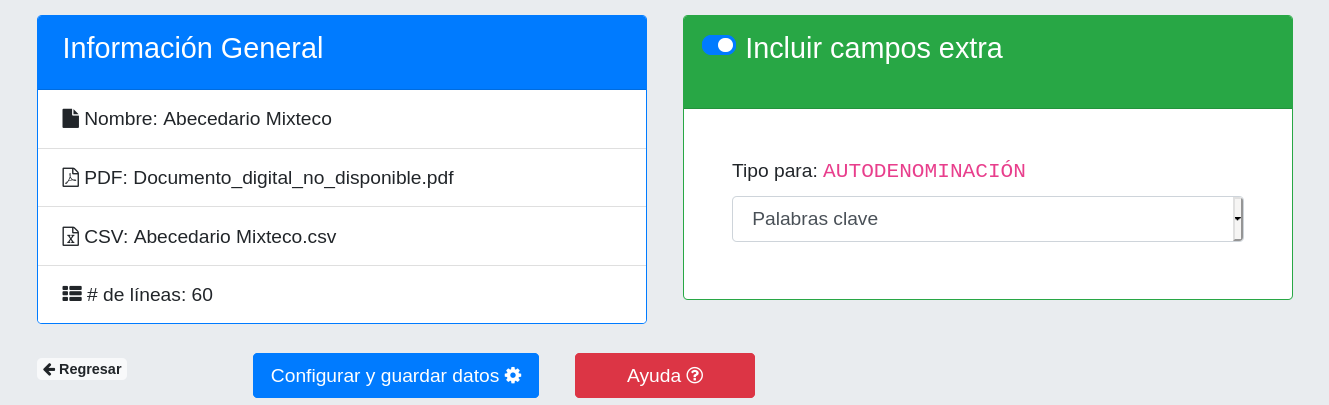 Información General
Nombre: Abecedario Mixteco
PDF: Documento_digital_no_disponible.pdf
CSV: Abecedario Mixteco.csv
# de líneas: 60
Incluir campos extra
Tipo para: AUTODENOMINACIÓN
Palabras clave
Regresar
Configurar y guardar datos
Ayuda